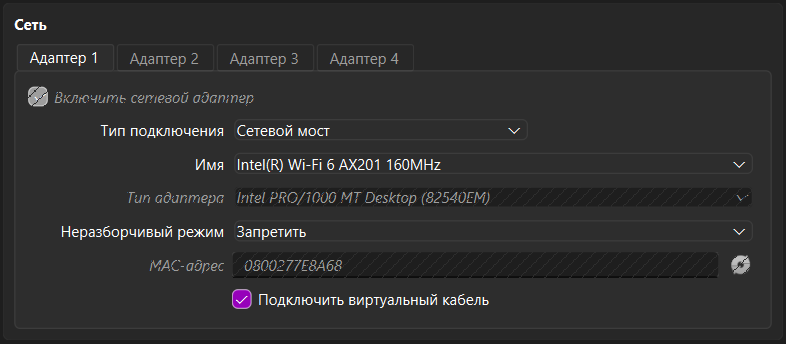 Сеть
Адаптер 1 Адаптер 2 Адаптер 3 Адаптер 4
Включить сетевой адаптер
Тип подключения Сетевой мост
Имя Intel(R) Wi-Fi 6 AX201 160MHz
Тип адаптера Intel PRO/1000 MT Desktop (82540EM)
Неразборчивый режим Запретить
MAC-адрес 0800277E8A68
Подключить виртуальный кабель